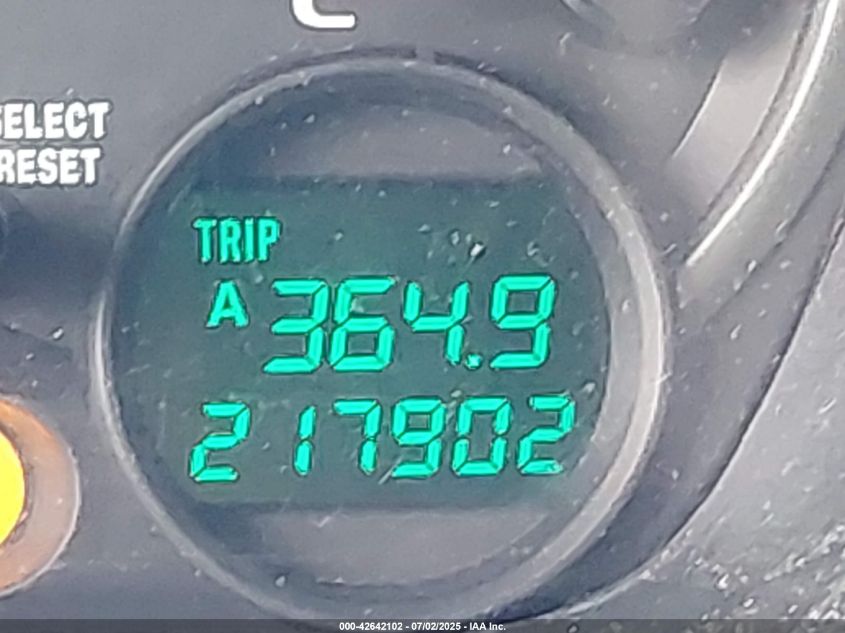 SELECT
RESET
TRIP
A 364.9
217902
000-42642102 - 07/02/2025 - IAA Inc.